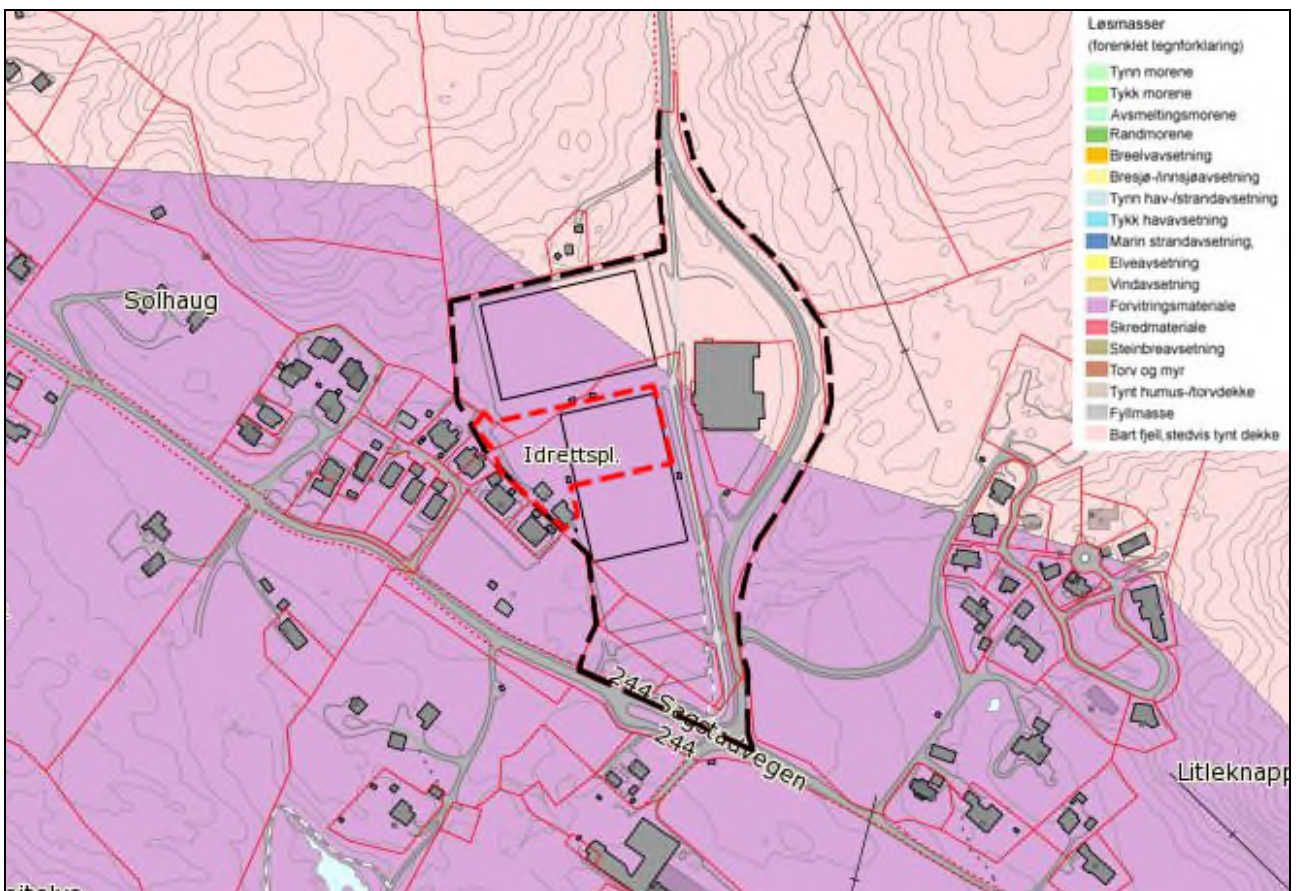 Løsmasser
(forenklet tegnforklaring)
Tynn morene
Tykk morene
Avsmeltingsmorene
Randmorene
Breelvavsetning
Bresjø-/innsjøavsetning
Tynn hav-/strandavsetning
Tykk havavsetning
Marin strandavsetning,
Elveavsetning
Vindavsetning
Forvitringsmateriale
Skredmateriale
Steinbreavsetning
Torv og myr
Tynt humus-/torvdekke
Fyllmasse
Bart fjell,stedvis tynt dekke
Solhaug
Idrettspl.
244 Sagstadvegen
244
Litleknapp